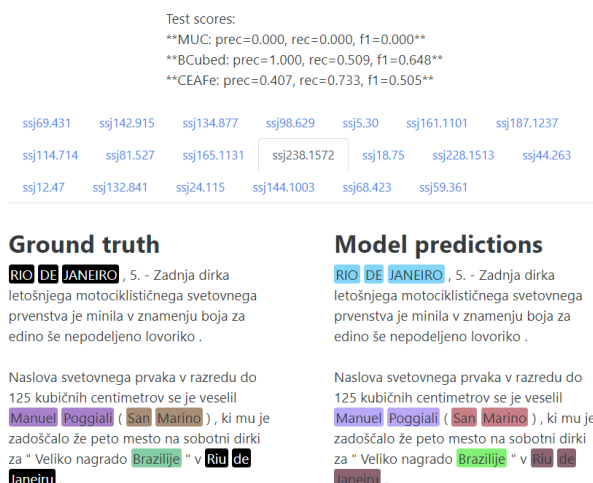 Test scores:
**MUC: prec=0.000, rec=0.000, f1=0.000**
**BCubed: prec=1.000, rec=0.509, f1=0.648**
**CEAFe: prec=0.407, rec=0.733, f1=0.505**
ssj69.431 ssj142.915 ssj134.877 ssj98.629 ssj5.30 ssj161.1101 ssj187.1237
ssj114.714 ssj81.527 ssj165.1131 ssj238.1572 ssj18.75 ssj228.1513 ssj44.263
ssj12.47 ssj132.841 ssj24.115 ssj144.1003 ssj68.423 ssj59.361
Ground truth
RIO DE JANEIRO , 5. - Zadnja dirka
letošnjega motociklističnega svetovnega
prvenstva je minila v znamenju boja za
edino še nepodeljeno lovoriko .
Naslova svetovnega prvaka v razredu do
125 kubičnih centimetrov se je veselil
Manuel Poggiali ( San Marino ) , ki mu je
zadoščalo že peto mesto na sobotni dirki
za " Veliko nagrado Brazilije " v Riu de
Janeiru .
Model predictions
RIO DE JANEIRO , 5. - Zadnja dirka
letošnjega motociklističnega svetovnega
prvenstva je minila v znamenju boja za
edino še nepodeljeno lovoriko .
Naslova svetovnega prvaka v razredu do
125 kubičnih centimetrov se je veselil
Manuel Poggiali ( San Marino ) , ki mu je
zadoščalo že peto mesto na sobotni dirki
za " Veliko nagrado Brazilije " v Riu de
Janeiru .